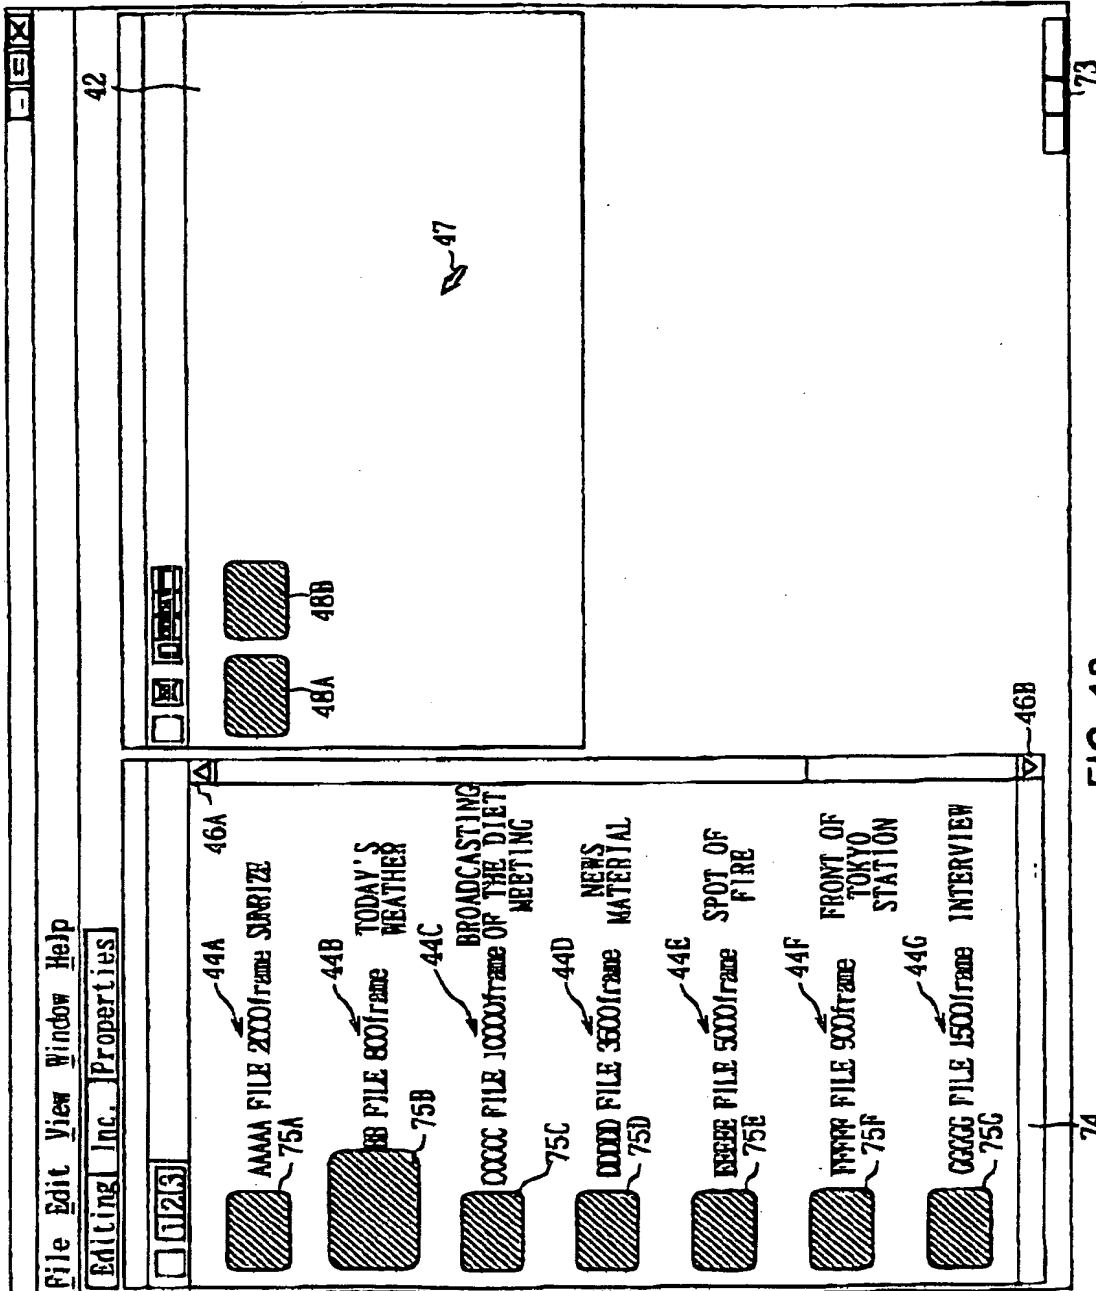 File Edit View Window Help
Editing Inc. Properties
1 2 3
42
46A
44A
AAAAA FILE 2000frame SUNRIZE
75A
44B
BB FILE 800frame TODAY'S
WEATHER
75B
44C
BROADCASTING
CCCCC FILE 10000frame OF THE DIET
MEETING
75C
44D
NEWS
DDDDD FILE 3600frame MATERIAL
75D
44E
SPOT OF
EEEEE FILE 5000frame FIRE
75E
44F
FRONT OF
FFFFF FILE 900frame TOKYO
STATION
75F
44G
GGGGG FILE 1500frame INTERVIEW
75G
46B
74
48A
48B
47
73